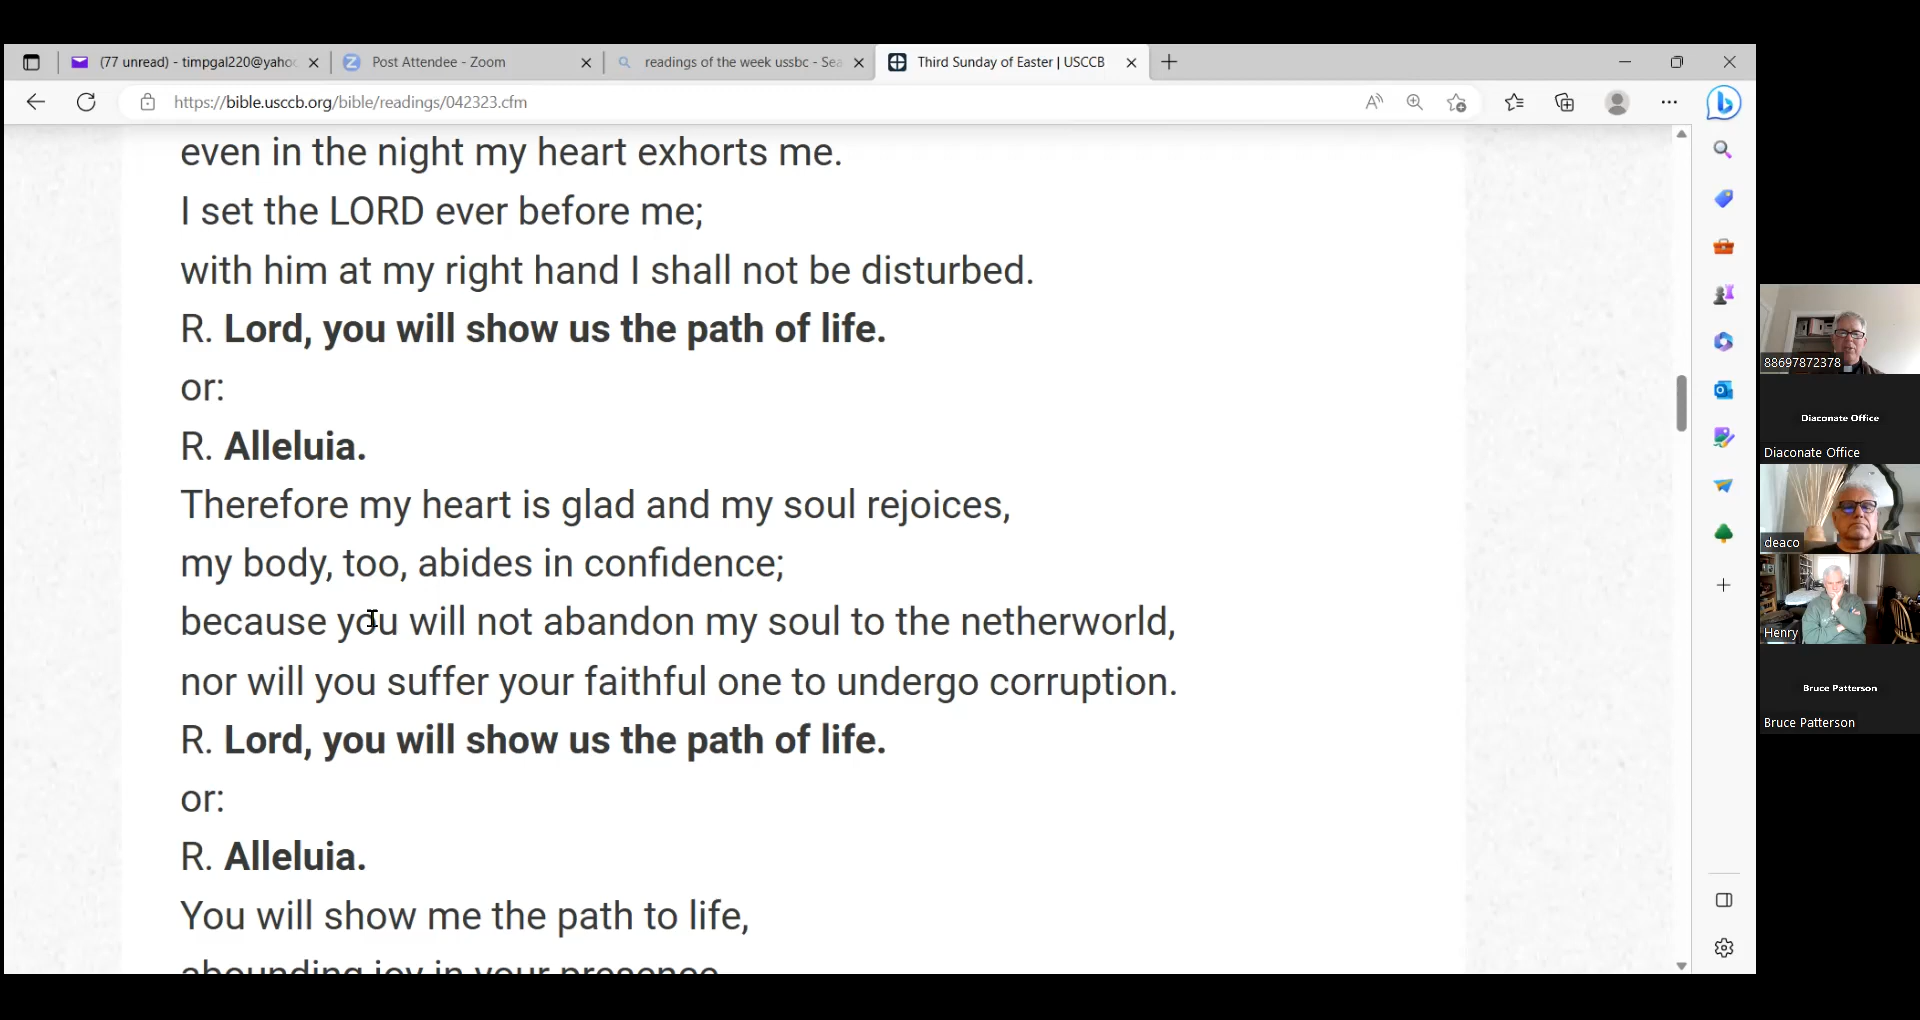 (77 unread) - timpgal220@yaho
Post Attendee - Zoom
readings of the week ussbc - Sea
Third Sunday of Easter | USCCB
https://bible.usccb.org/bible/readings/042323.cfm
even in the night my heart exhorts me.
I set the LORD ever before me;
with him at my right hand I shall not be disturbed.
R. Lord, you will show us the path of life.
or:
R. Alleluia.
Therefore my heart is glad and my soul rejoices,
my body, too, abides in confidence;
because you will not abandon my soul to the netherworld,
nor will you suffer your faithful one to undergo corruption.
R. Lord, you will show us the path of life.
or:
R. Alleluia.
You will show me the path to life,
abounding joy in your presence
88697872378
Diaconate Office
Diaconate Office
deaco
Henry
Bruce Patterson
Bruce Patterson